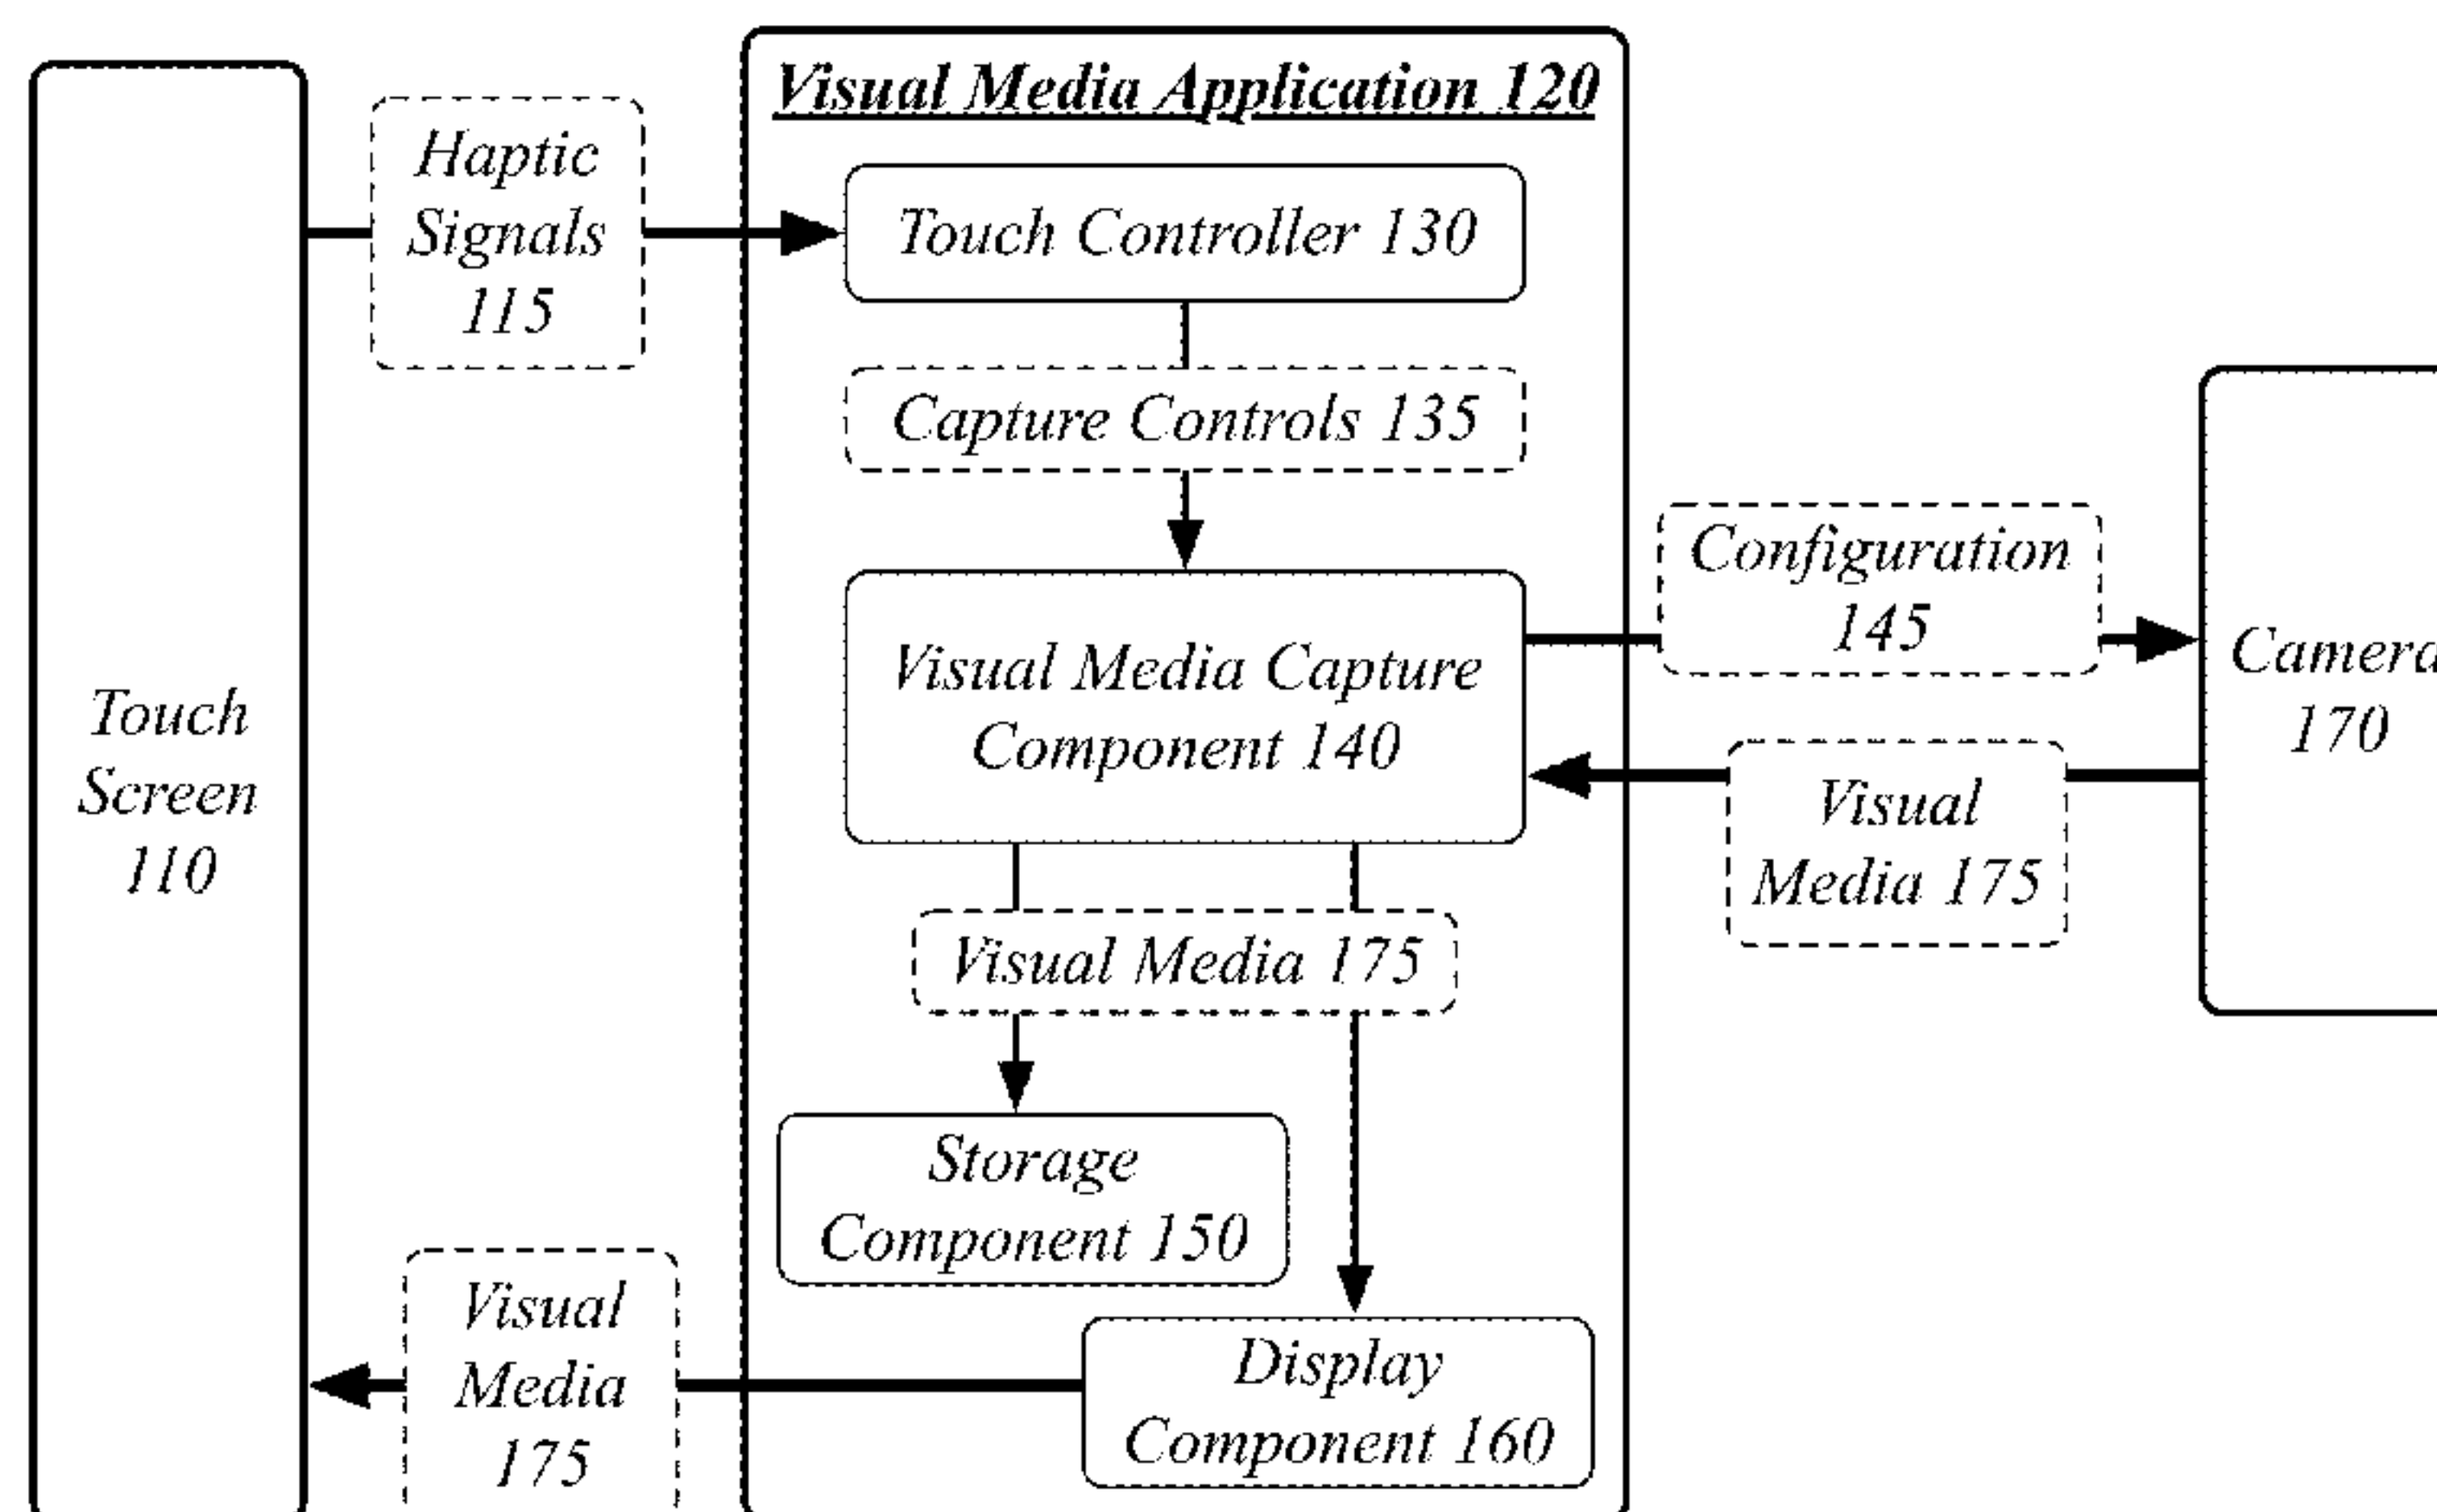 Visual Media Application 120
Haptic
Signals
115
Touch Controller 130
Capture Controls 135
Configuration
145
Visual Media Capture
Component 140
Camera
170
Touch
Screen
110
Visual
Media 175
Visual Media 175
Storage
Component 150
Visual
Media
175
Display
Component 160